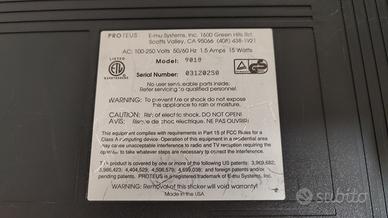 PROTEUS
E-mu Systems, Inc. 1600 Green Hills Rd.
Scotts Valley, CA 95066 (408) 438-1921
AC: 100-250 Volts 50/60 Hz 1.5 Amps 15 Watts
LISTED
Model: 9010
Serial Number: 03120250
No user serviceable parts inside.
Refer servicing to qualified personnel.
WARNING: To prevent fire or shock hazard, do not expose
this appliance to rain or moisture.
CAUTION: Risk of electric shock, DO NOT OPEN!
AVIS: Risque de choc électrique, NE PAS OUVRIR!
This equipment complies with requirements in Part 15 of FCC Rules for a
Class A computing device. Operation of this equipment in a residential area
may cause unacceptable interference to radio and TV reception requiring the
operator to take whatever steps are necessary to correct the interference.
This product is covered by one or more of the following US patents: 3,969,682;
4,404,529; and foreign patents and/or patents
pending. PROTEUS is a registered trademark of E-mu Systems, Inc.
WARNING: Removal of this sticker will void warranty!
Made in the USA
subito